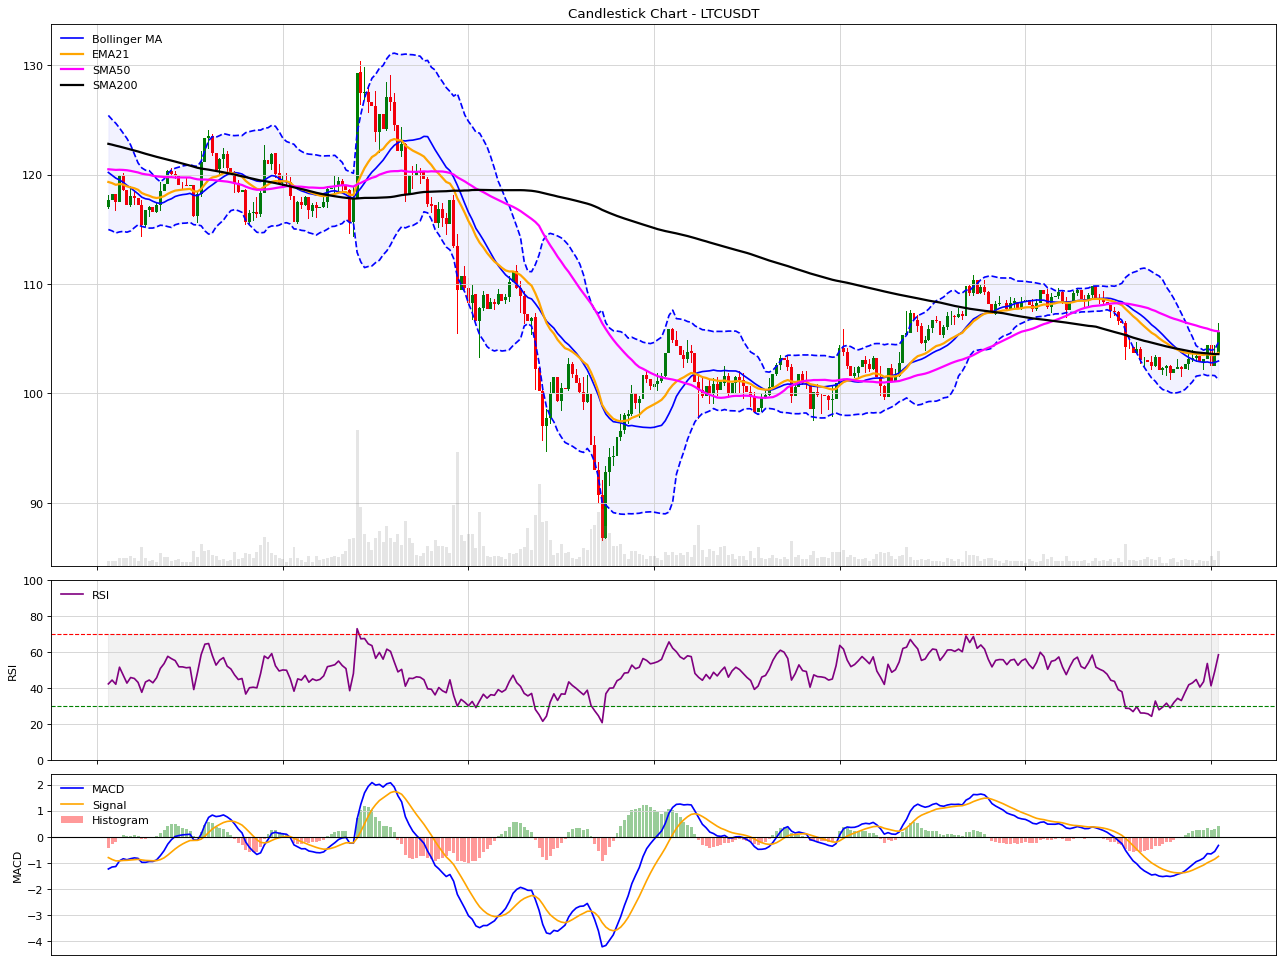 Candlestick Chart - LTCUSDT
Bollinger MA
EMA21
SMA50
SMA200
130
120
110
100
90
RSI
100
80
60
40
20
0
RSI
MACD
Signal
Histogram
2
1
0
−1
−2
−3
−4
MACD